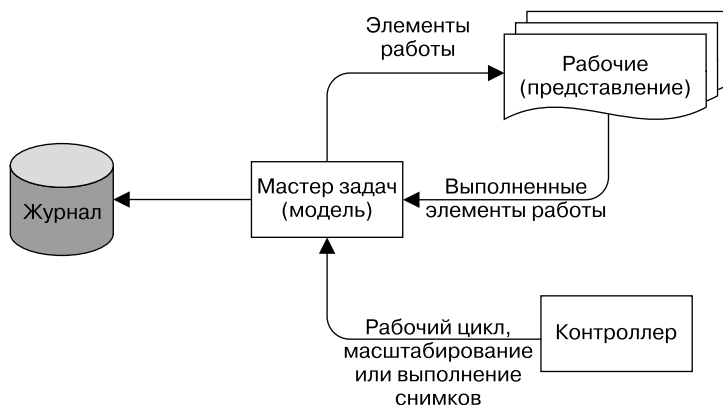 Элементы
работы
Рабочие
(представление)
Журнал
Мастер задач
(модель)
Выполненные
элементы работы
Рабочий цикл,
масштабирование
или выполнение
снимков
Контроллер